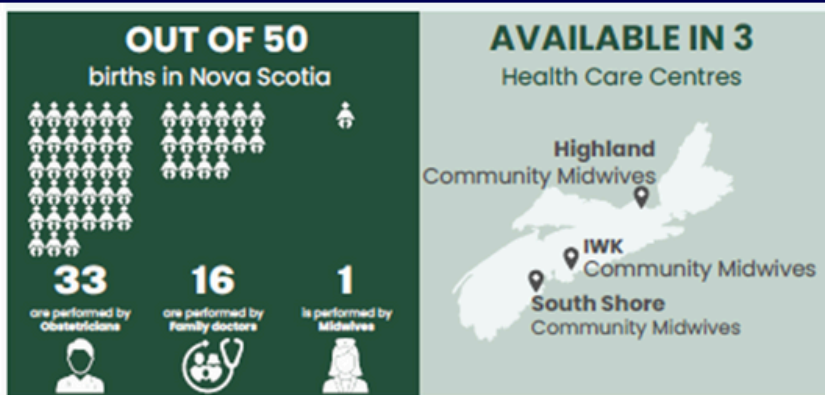 OUT OF 50
births in Nova Scotia
33
are performed by
Obstetricians
16
are performed by
Family doctors
1
is performed by
Midwives
AVAILABLE IN 3
Health Care Centres
Highland
Community Midwives
IWK
Community Midwives
South Shore
Community Midwives